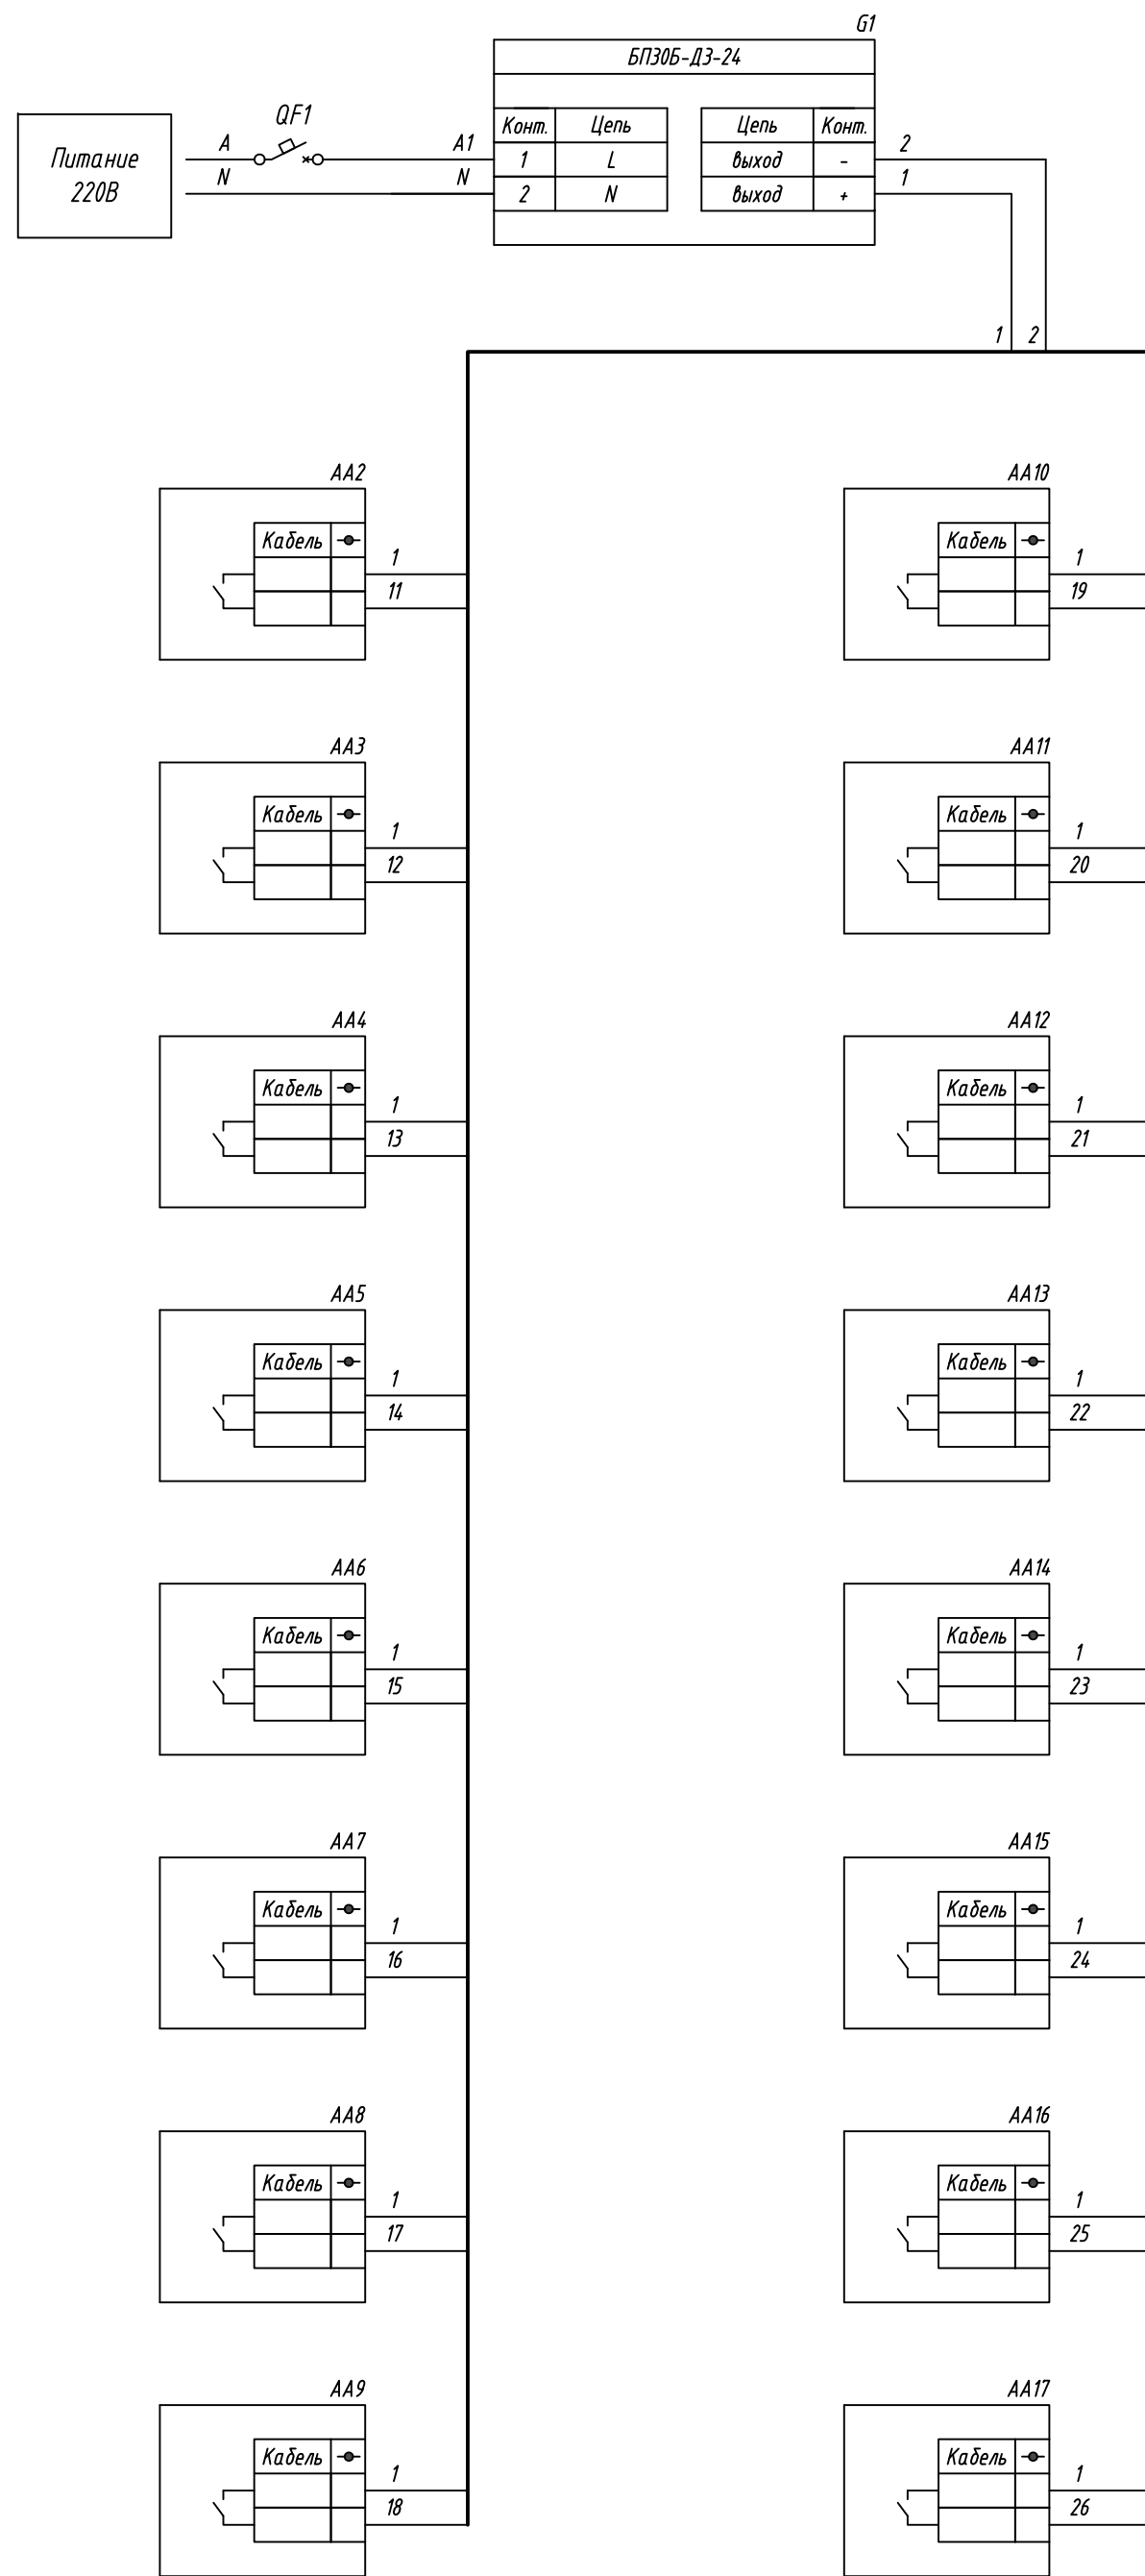 G1
БП30Б-Д3-24
QF1
Конт. Цепь Цепь Конт.
Питание
220В
A A1 1 L выход - 2
N N 2 N выход + 1
1 2
AA2 AA10
Кабель Кабель
1 1
11 19
AA3 AA11
Кабель Кабель
1 1
12 20
AA4 AA12
Кабель Кабель
1 1
13 21
AA5 AA13
Кабель Кабель
1 1
14 22
AA6 AA14
Кабель Кабель
1 1
15 23
AA7 AA15
Кабель Кабель
1 1
16 24
AA8 AA16
Кабель Кабель
1 1
17 25
AA9 AA17
Кабель Кабель
1 1
18 26